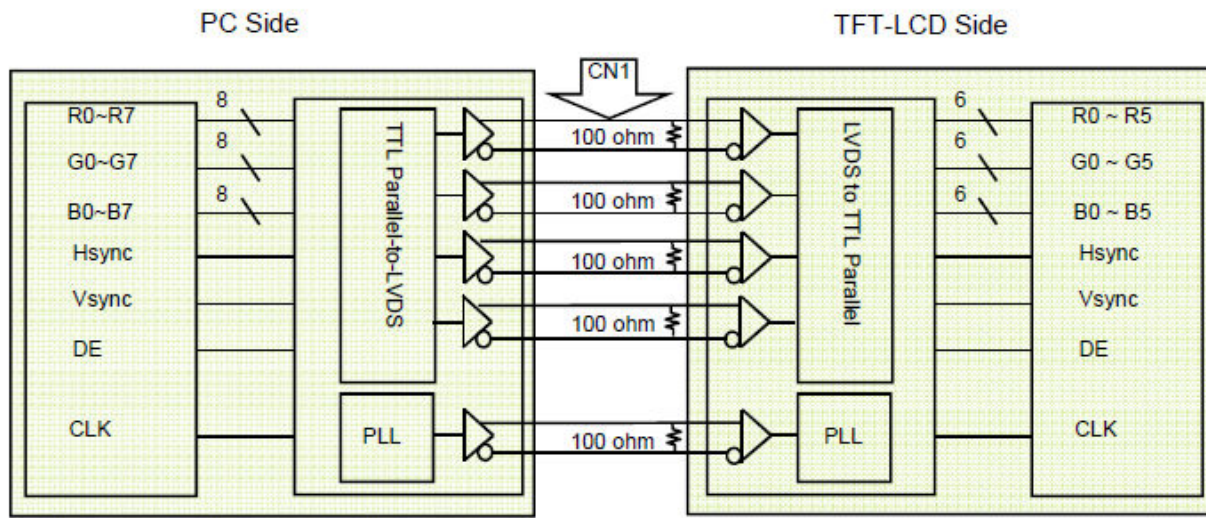 PC Side
TFT-LCD Side
CN1
R0~R7
8
G0~G7
8
B0~B7
8
Hsync
Vsync
DE
CLK
TTL Parallel-to-LVDS
PLL
100 ohm
100 ohm
100 ohm
100 ohm
100 ohm
LVDS to TTL Parallel
PLL
6
R0 ~ R5
6
G0 ~ G5
6
B0 ~ B5
Hsync
Vsync
DE
CLK